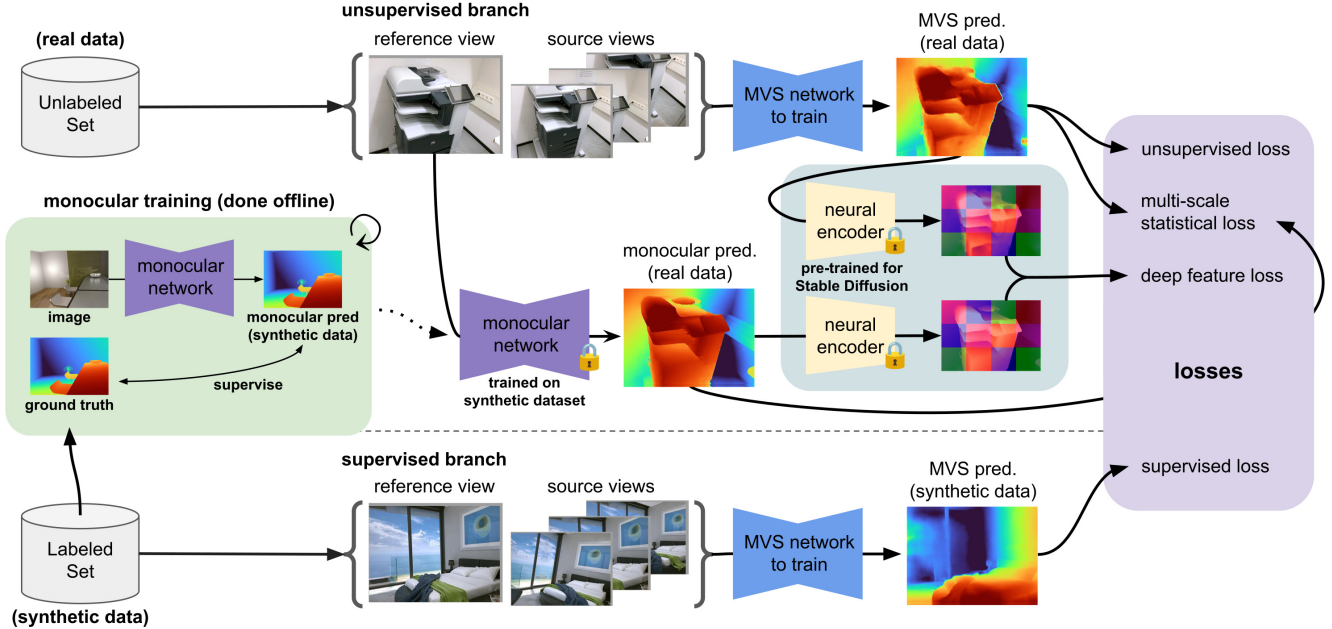 unsupervised branch
(real data)
Unlabeled
Set
reference view
source views
MVS network
to train
MVS pred.
(real data)
unsupervised loss
multi-scale
statistical loss
deep feature loss
losses
supervised loss
neural
encoder
pre-trained for
Stable Diffusion
neural
encoder
monocular training (done offline)
image
monocular
network
monocular pred
(synthetic data)
supervise
ground truth
monocular
network
trained on
synthetic dataset
monocular pred.
(real data)
supervised branch
reference view
source views
Labeled
Set
(synthetic data)
MVS network
to train
MVS pred.
(synthetic data)